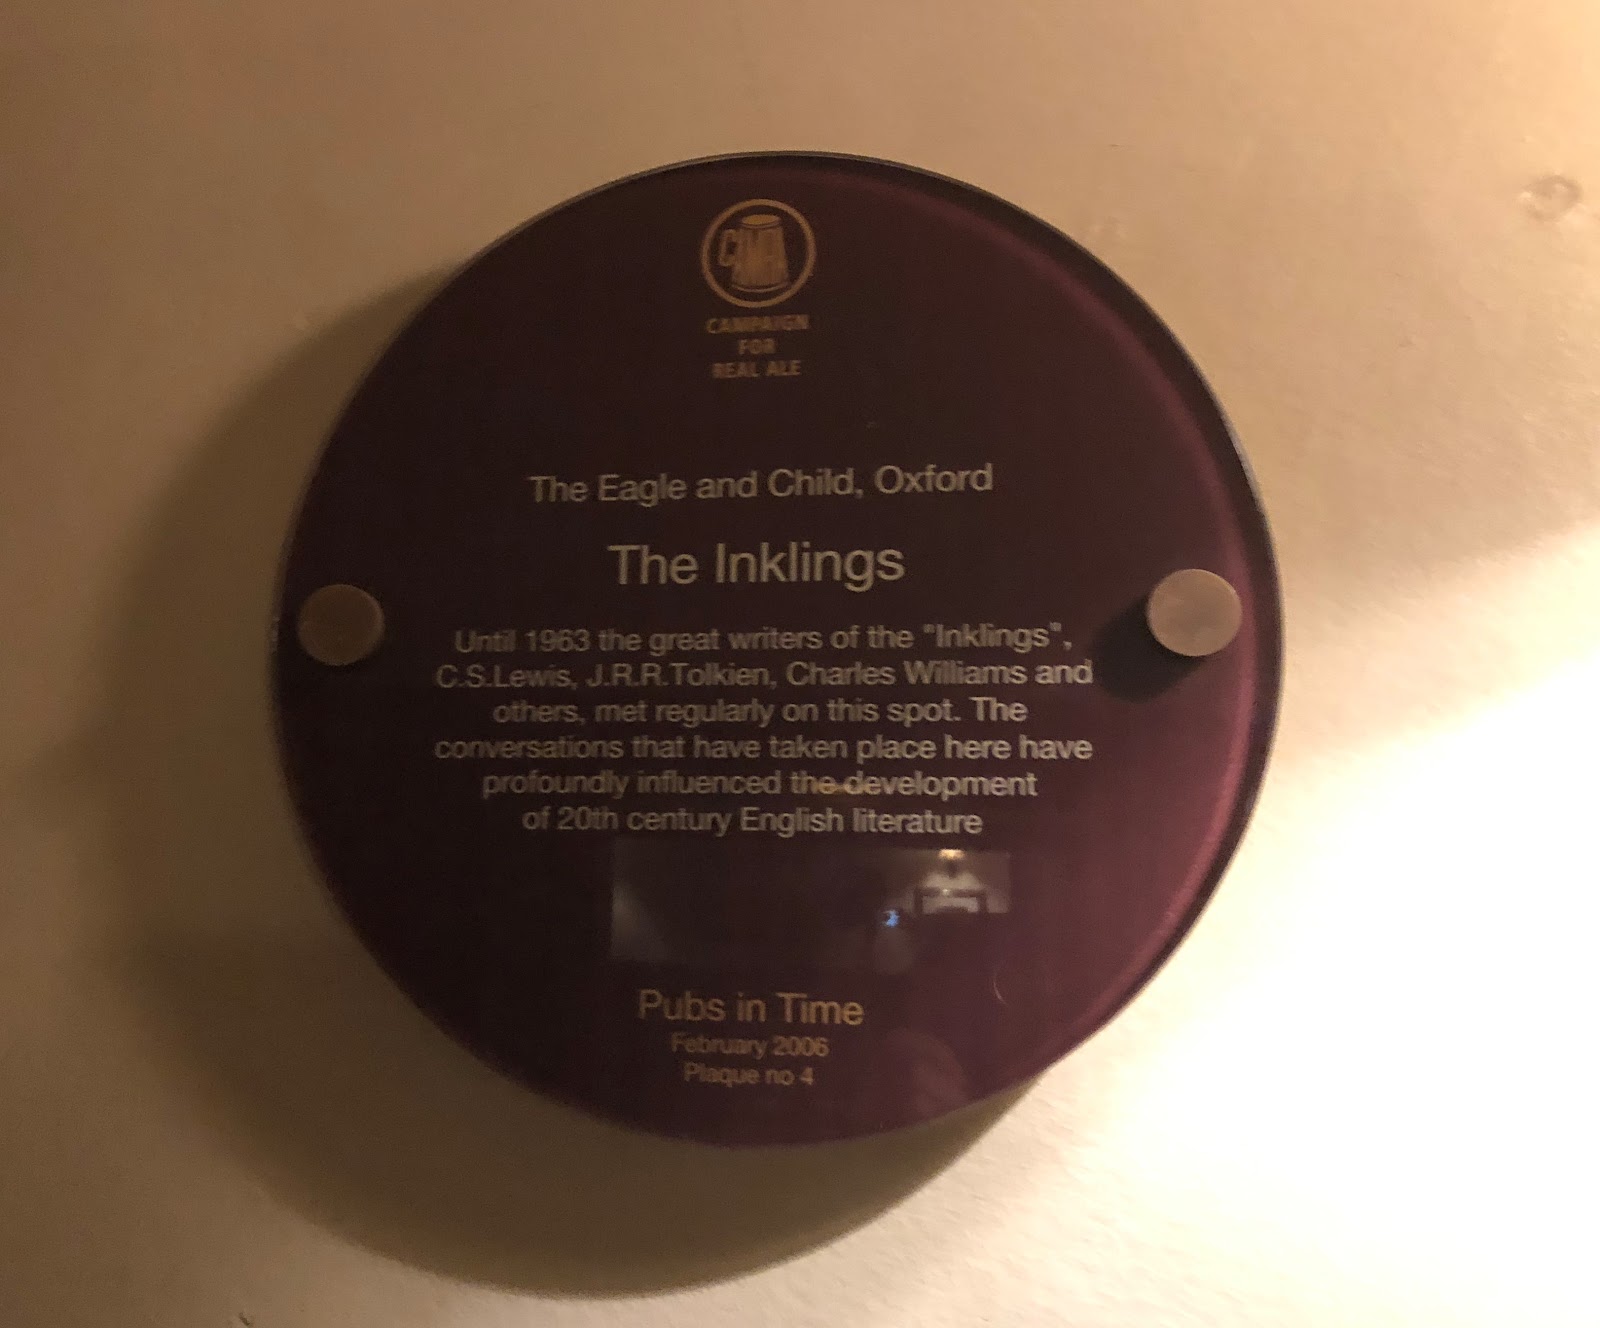 CAMRA
CAMPAIGN
FOR
REAL ALE
The Eagle and Child, Oxford
The Inklings
Until 1963 the great writers of the "Inklings",
C.S.Lewis, J.R.R.Tolkien, Charles Williams and
others, met regularly on this spot. The
conversations that have taken place here have
profoundly influenced the development
of 20th century English literature
Pubs in Time
February 2006
Plaque no 4